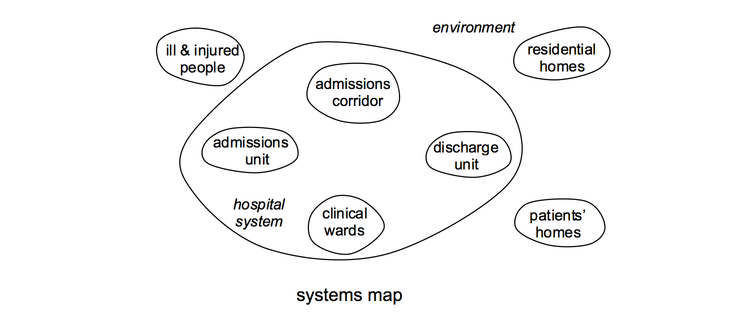 environment
ill & injured
people
residential
homes
admissions
corridor
admissions
unit
discharge
unit
hospital
system
clinical
wards
patients’
homes
systems map